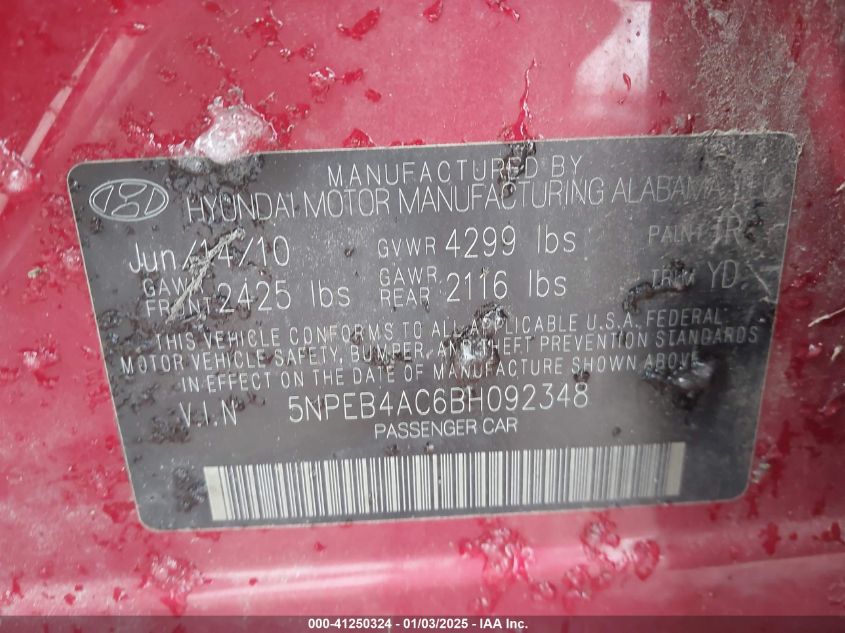 MANUFACTURED BY
HYUNDAI MOTOR MANUFACTURING ALABAMA
Jun/14/10 GVWR 4299 lbs PAINT JR
GAWR FRONT 2425 lbs GAWR REAR 2116 lbs TRIM YD
THIS VEHICLE CONFORMS TO ALL APPLICABLE U.S.A. FEDERAL
MOTOR VEHICLE SAFETY, BUMPER, AND THEFT PREVENTION STANDARDS
IN EFFECT ON THE DATE OF MANUFACTURE SHOWN ABOVE
V.I.N 5NPEB4AC6BH092348
PASSENGER CAR
000-41250324 - 01/03/2025 - IAA Inc.